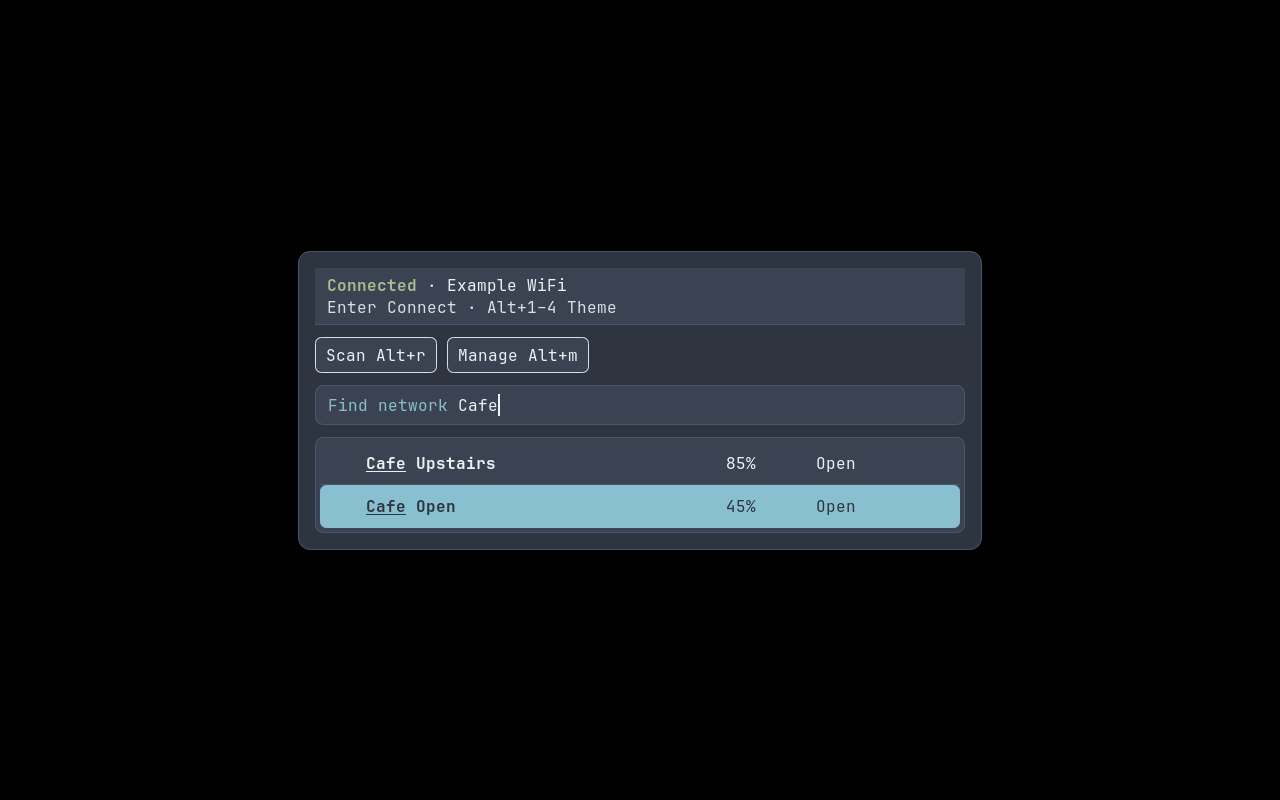 Connected · Example WiFi
Enter Connect · Alt+1–4 Theme
Scan Alt+r Manage Alt+m
Find network Cafe
Cafe Upstairs 85% Open
Cafe Open 45% Open